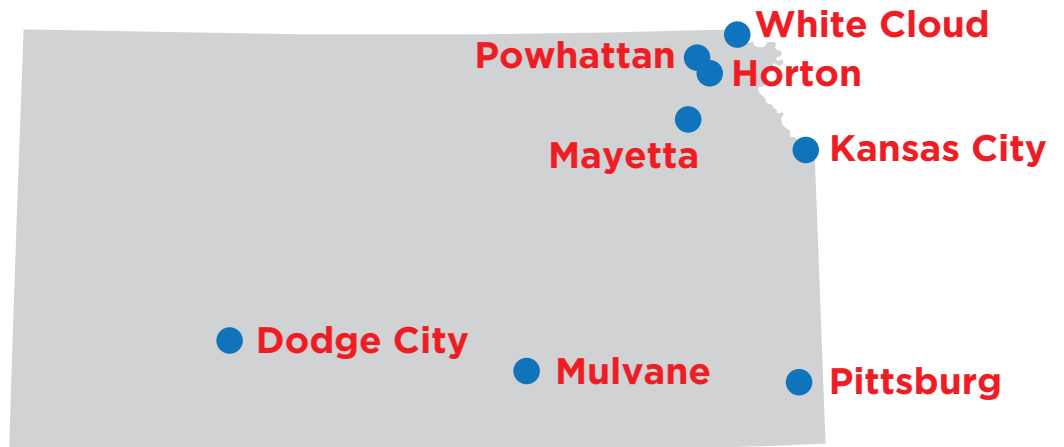 White Cloud
Powhattan
Horton
Mayetta
Kansas City
Dodge City
Mulvane
Pittsburg